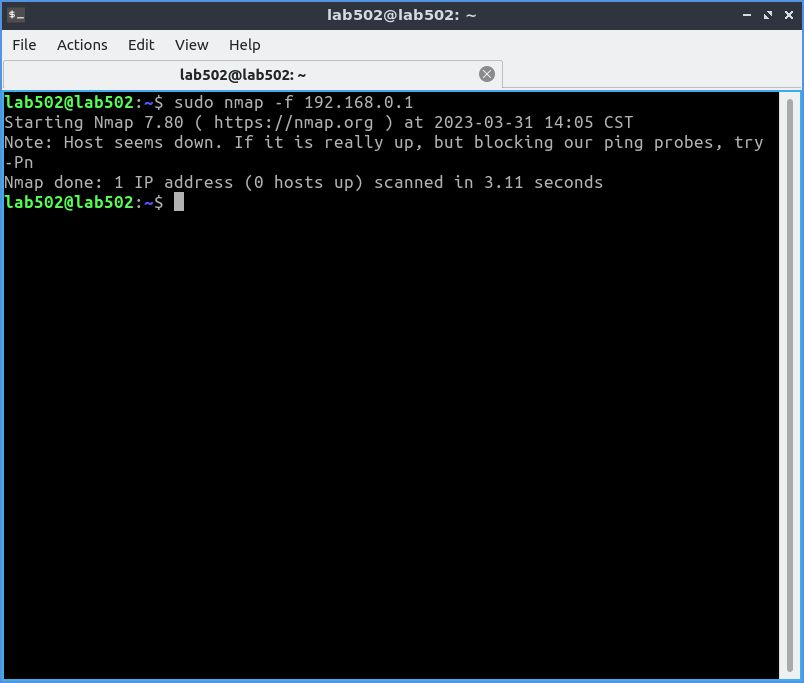 lab502@lab502: ~
File Actions Edit View Help
lab502@lab502: ~
lab502@lab502:~$ sudo nmap -f 192.168.0.1
Starting Nmap 7.80 ( https://nmap.org ) at 2023-03-31 14:05 CST
Note: Host seems down. If it is really up, but blocking our ping probes, try
-Pn
Nmap done: 1 IP address (0 hosts up) scanned in 3.11 seconds
lab502@lab502:~$